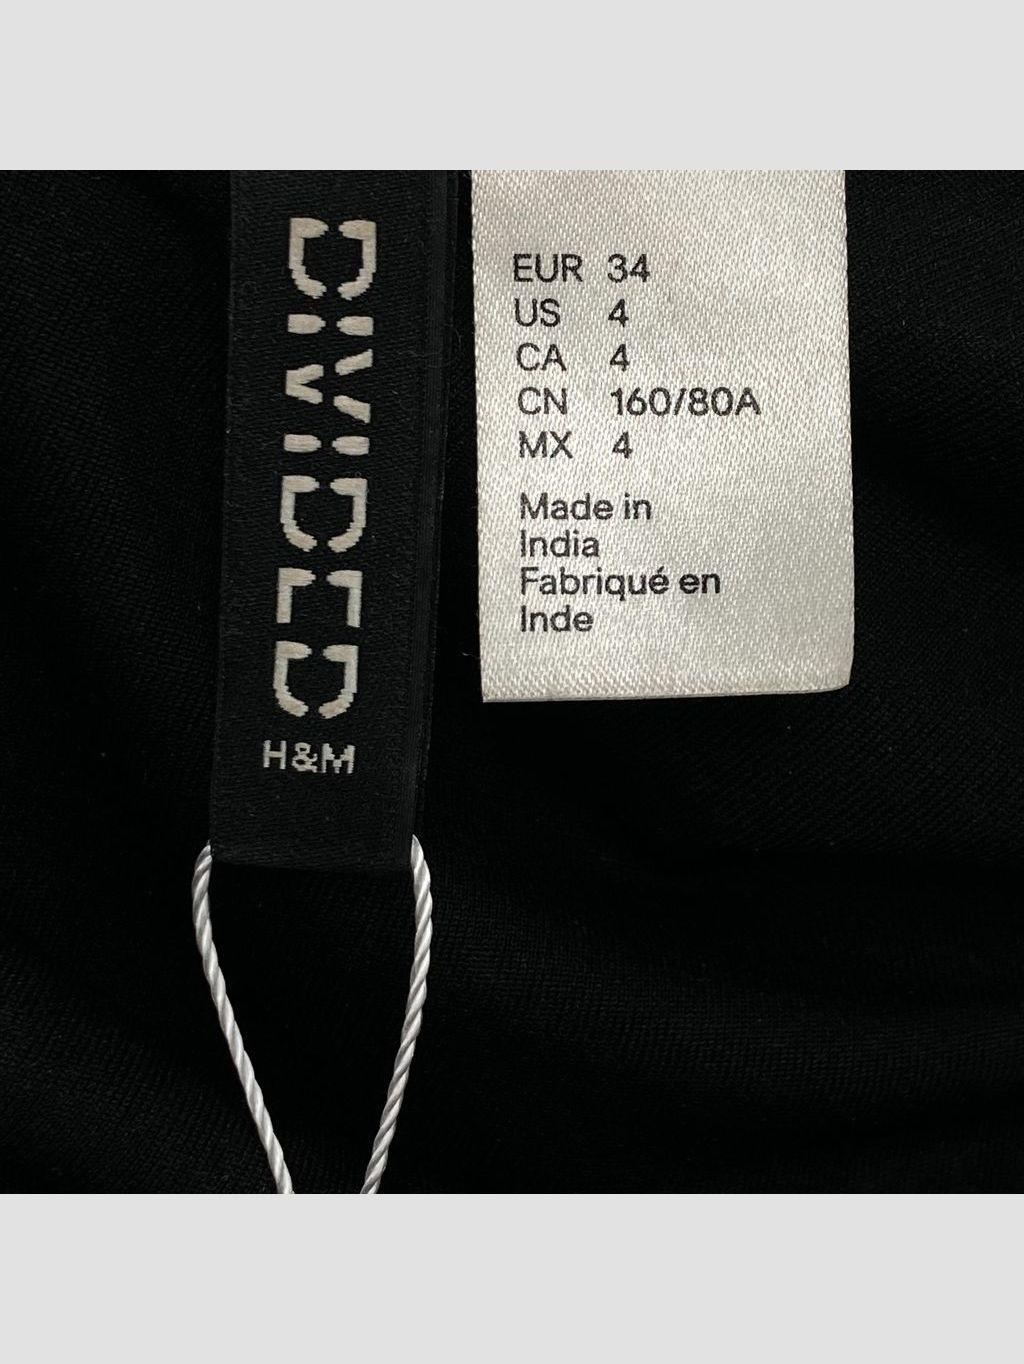 DIVIDED
H&M
EUR 34
US 4
CA 4
CN 160/80A
MX 4
Made in
India
Fabriqué en
Inde